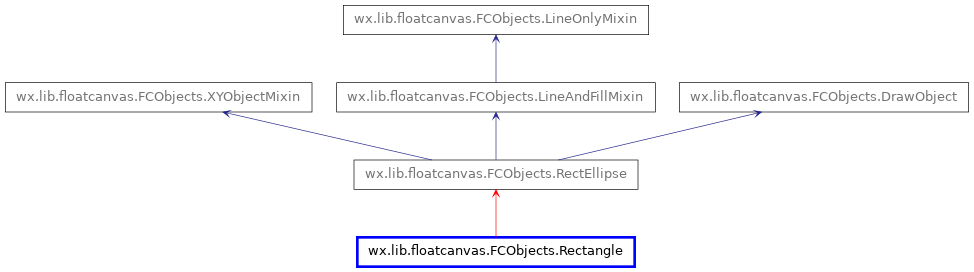 wx.lib.floatcanvas.FCObjects.LineOnlyMixin
wx.lib.floatcanvas.FCObjects.XYObjectMixin
wx.lib.floatcanvas.FCObjects.LineAndFillMixin
wx.lib.floatcanvas.FCObjects.DrawObject
wx.lib.floatcanvas.FCObjects.RectEllipse
wx.lib.floatcanvas.FCObjects.Rectangle